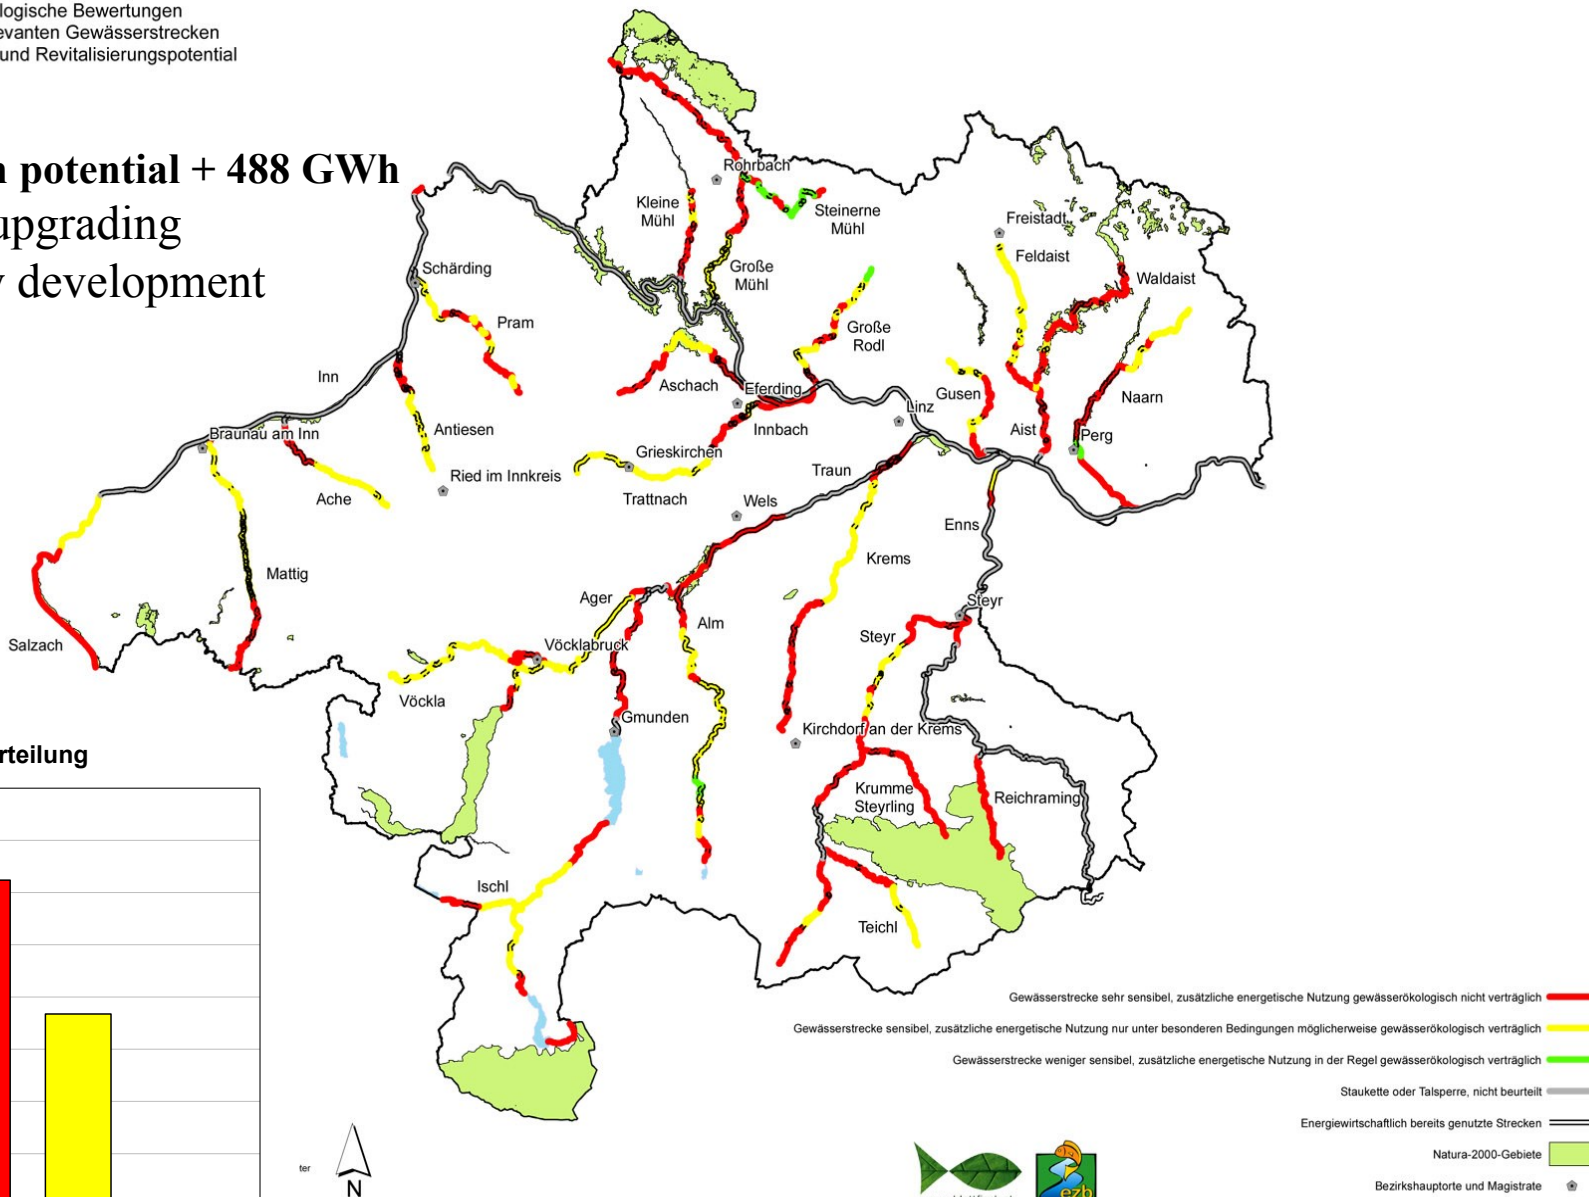 logische Bewertungen
evanten Gewässerstrecken
und Revitalisierungspotential
n potential + 488 GWh
upgrading
development
Rohrbach
Kleine
Mühl
Steinerne
Mühl
Freistadt
Feldaist
Große
Mühl
Waldaist
Schärding
Pram
Große
Rodl
Inn
Aschach
Eferding
Gusen
Naarn
Linz
Braunau am Inn
Antiesen
Innbach
Aist
Perg
Grieskirchen
Ried im Innkreis
Traun
Ache
Trattnach
Wels
Enns
Krems
Mattig
Ager
Steyr
Alm
Salzach
Vöcklabruck
Steyr
Vöckla
Gmunden
Kirchdorf an der Krems
rteilung
Krumme
Steyrling
Reichraming
Ischl
Teichl
Gewässerstrecke sehr sensibel, zusätzliche energetische Nutzung gewässerökologisch nicht verträglich
Gewässerstrecke sensibel, zusätzliche energetische Nutzung nur unter besonderen Bedingungen möglicherweise gewässerökologisch verträglich
Gewässerstrecke weniger sensibel, zusätzliche energetische Nutzung in der Regel gewässerökologisch verträglich
Staukette oder Talsperre, nicht beurteilt
Energiewirtschaftlich bereits genutzte Strecken
Natura-2000-Gebiete
Bezirkshauptorte und Magistrate
ter
N
ezb